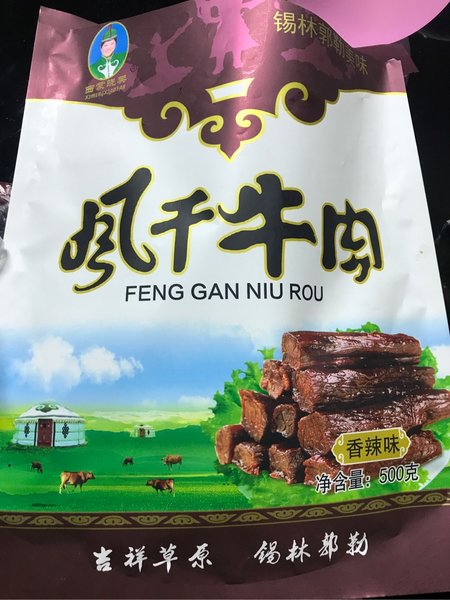 锡林郭勒美味
风干牛肉
FENG GAN NIU ROU
香辣味
净含量：500克
吉祥草原 锡林郭勒